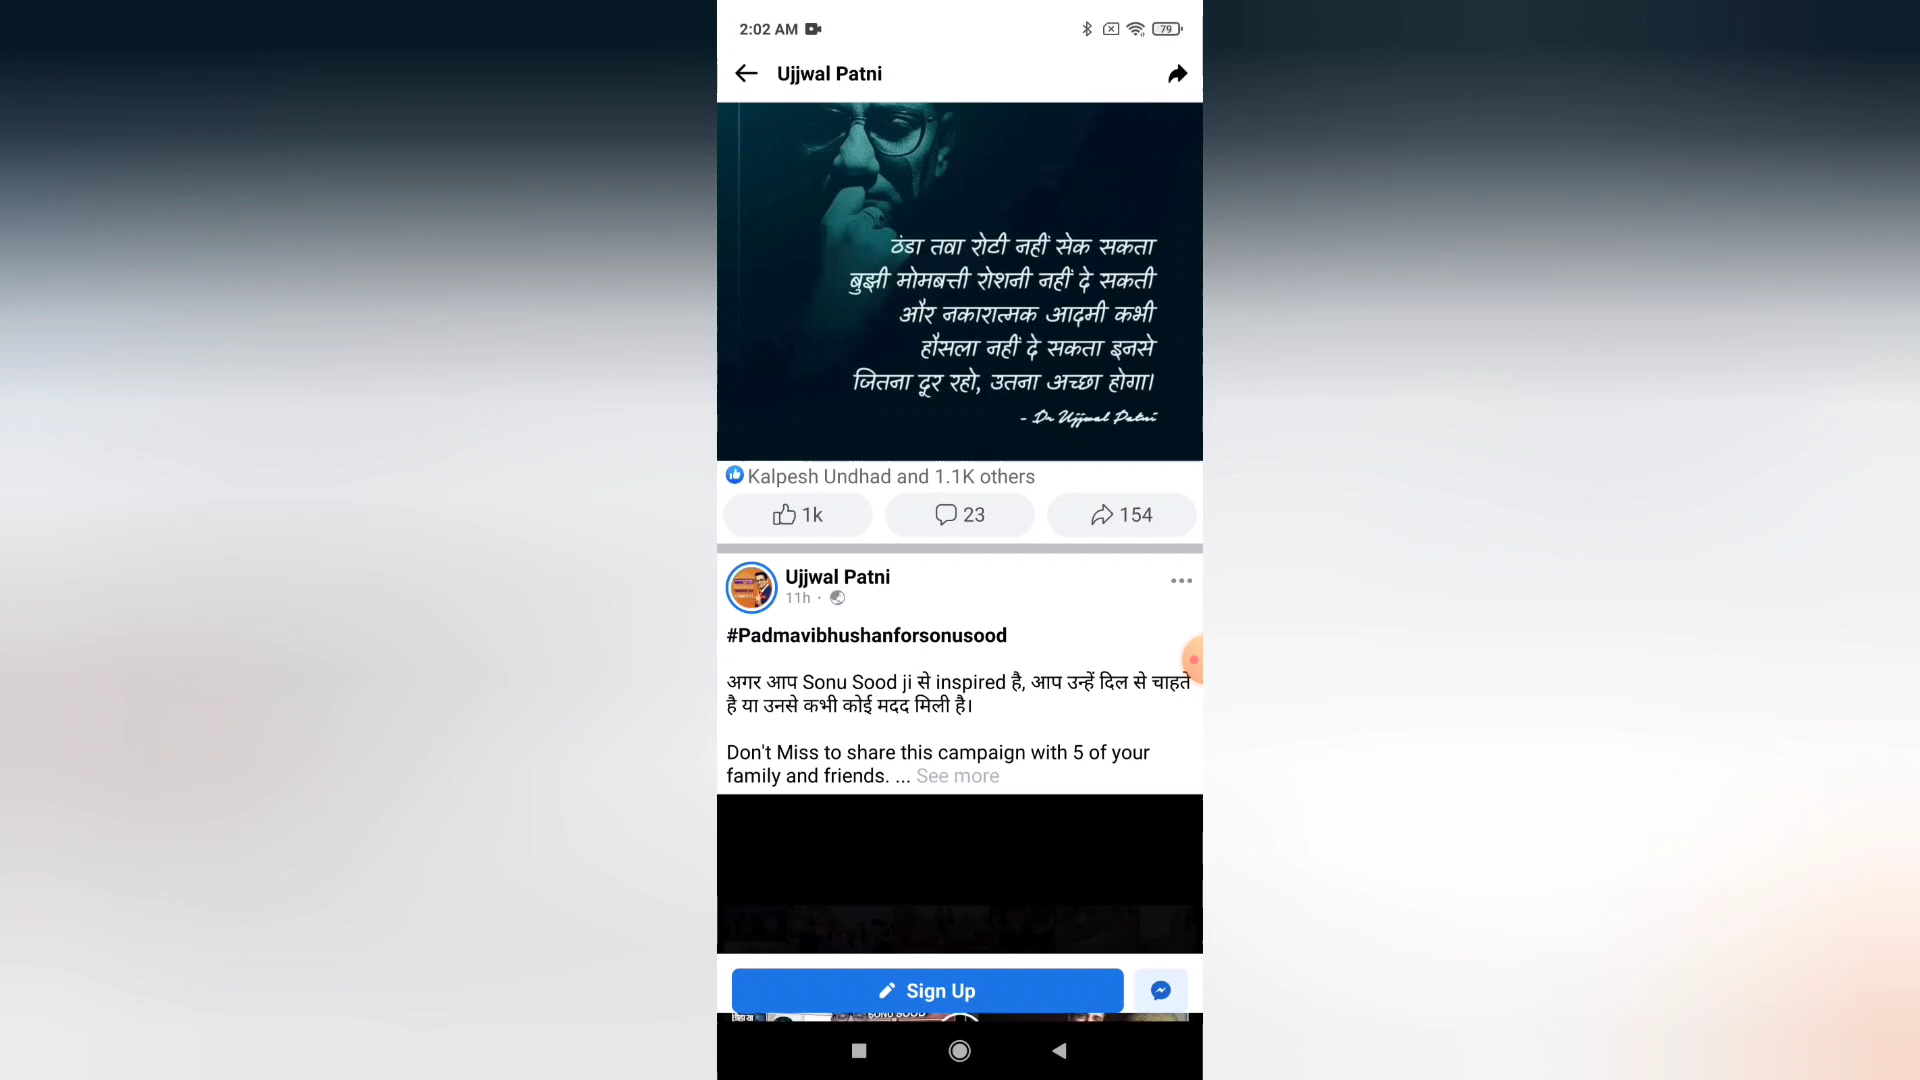 2:02 AM
79
Ujjwal Patni
ठंडा तवा रोटी नहीं सेक सकता
बुझी मोमबत्ती रोशनी नहीं दे सकती
और नकारात्मक आदमी कभी
हौसला नहीं दे सकता इनसे
जितना दूर रहो, उतना अच्छा होगा।
- Dr Ujjwal Patni
Kalpesh Undhad and 1.1K others
1k 23 154
Ujjwal Patni
11h ·
#Padmavibhushanforsonusood
अगर आप Sonu Sood ji से inspired है, आप उन्हें दिल से चाहते
है या उनसे कभी कोई मदद मिली है।
Don't Miss to share this campaign with 5 of your
family and friends. ... See more
Sign Up
SONU SOOD